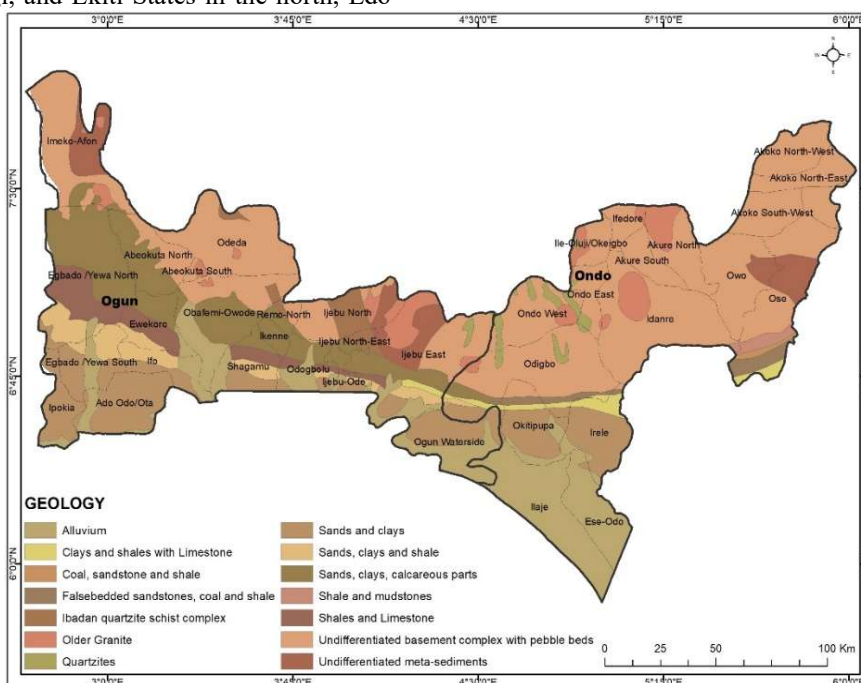 and Ekiti States in the north, Edo
3°0'0"E 3°45'0"E 4°30'0"E 5°15'0"E 6°0'0"E
N
W E
S
7°30'0"N
6°45'0"N
6°0'0"N
Imeko-Afon
Akoko North-West
Akoko North-East
Akoko South-West
Ifedore
Ile-Oluji/Okeigbo
Akure North
Akure South
Odeda
Abeokuta North
Abeokuta South
Egbado /Yewa North
Ogun
Ondo
Owo
Ose
Ondo East
Ondo West
Idanre
Obafemi-Owode
Remo-North
Ijebu North
Ewekoro
Ikenne
Ijebu North-East
Ijebu East
Odigbo
Egbado /Yewa South
Ifo
Shagamu
Odogbolu
Ijebu-Ode
Ipokia
Ado Odo/Ota
Ogun Waterside
Okitipupa
Irele
Ilaje
Ese-Odo
GEOLOGY
Alluvium
Clays and shales with Limestone
Coal, sandstone and shale
Falsebedded sandstones, coal and shale
Ibadan quartzite schist complex
Older Granite
Quartzites
Sands and clays
Sands, clays and shale
Sands, clays, calcareous parts
Shale and mudstones
Shales and Limestone
Undifferentiated basement complex with pebble beds
Undifferentiated meta-sediments
0 25 50 100 Km
3°0'0"E 3°45'0"E 4°30'0"E 5°15'0"E 6°0'0"E